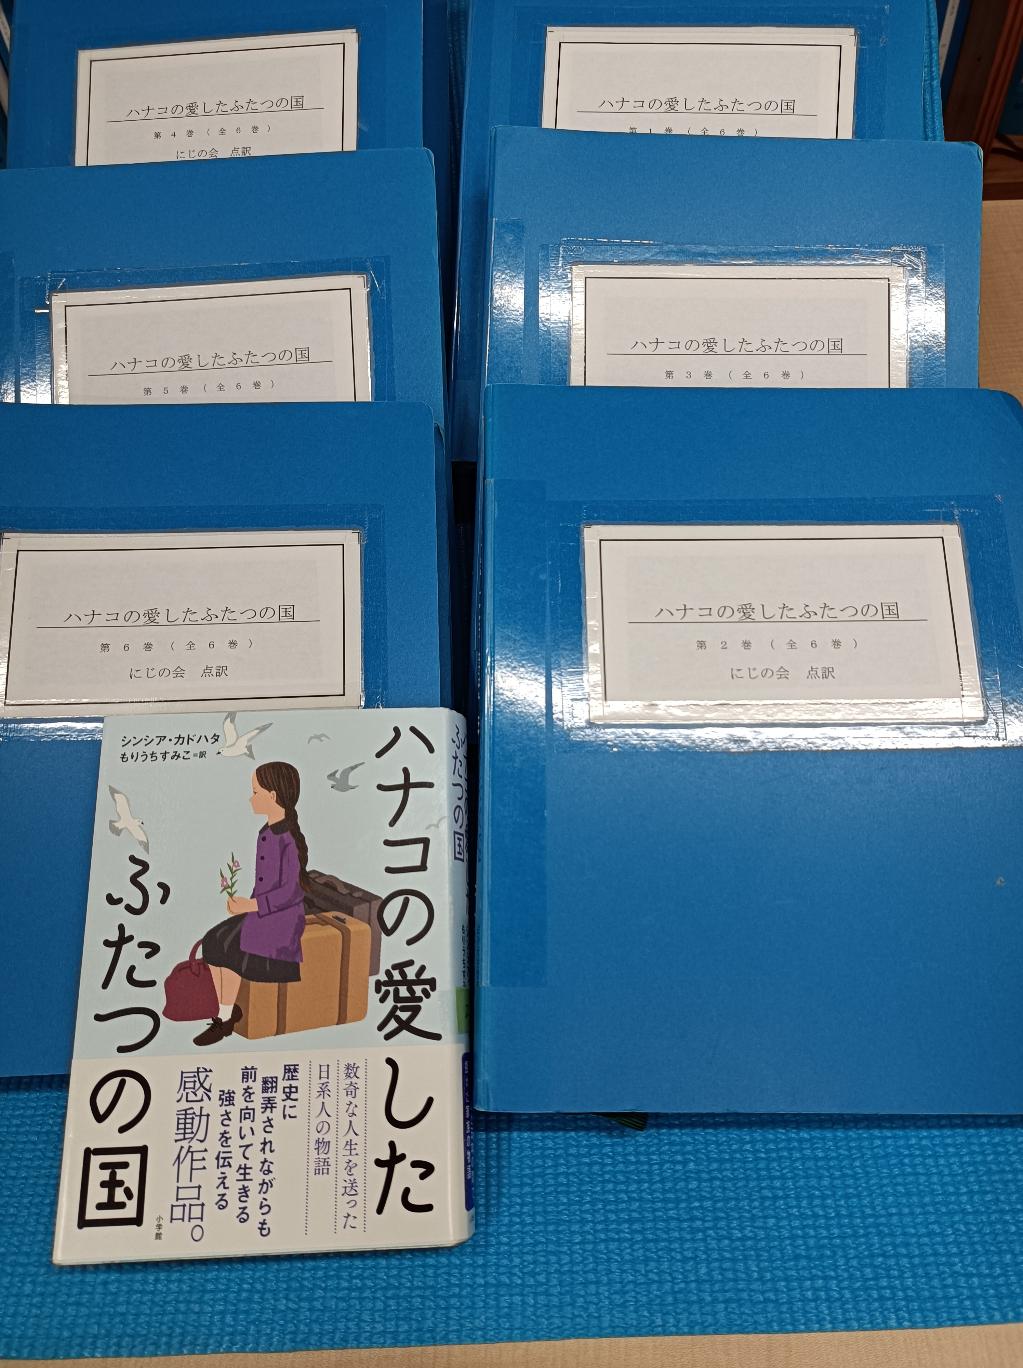 ハナコの愛したふたつの国
第 4 巻 ( 全 6 巻 )
にじの会 点訳
ハナコの愛したふたつの国
第 1 巻 ( 全 6 巻 )
ハナコの愛したふたつの国
第 5 巻 ( 全 6 巻 )
ハナコの愛したふたつの国
第 3 巻 ( 全 6 巻 )
ハナコの愛したふたつの国
第 6 巻 ( 全 6 巻 )
にじの会 点訳
ハナコの愛したふたつの国
第 2 巻 ( 全 6 巻 )
にじの会 点訳
シンシア・カドハタ
もりうちすみこ=訳
ハナコの愛した
ふたつの国
数奇な人生を送った
日系人の物語
歴史に
翻弄されながらも
前を向いて生きる
強さを伝える
感動作品。
小学館
ふたつの国